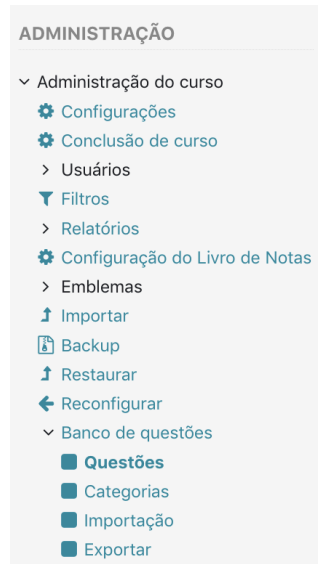 ADMINISTRAÇÃO
Administração do curso
Configurações
Conclusão de curso
Usuários
Filtros
Relatórios
Configuração do Livro de Notas
Emblemas
Importar
Backup
Restaurar
Reconfigurar
Banco de questões
Questões
Categorias
Importação
Exportar